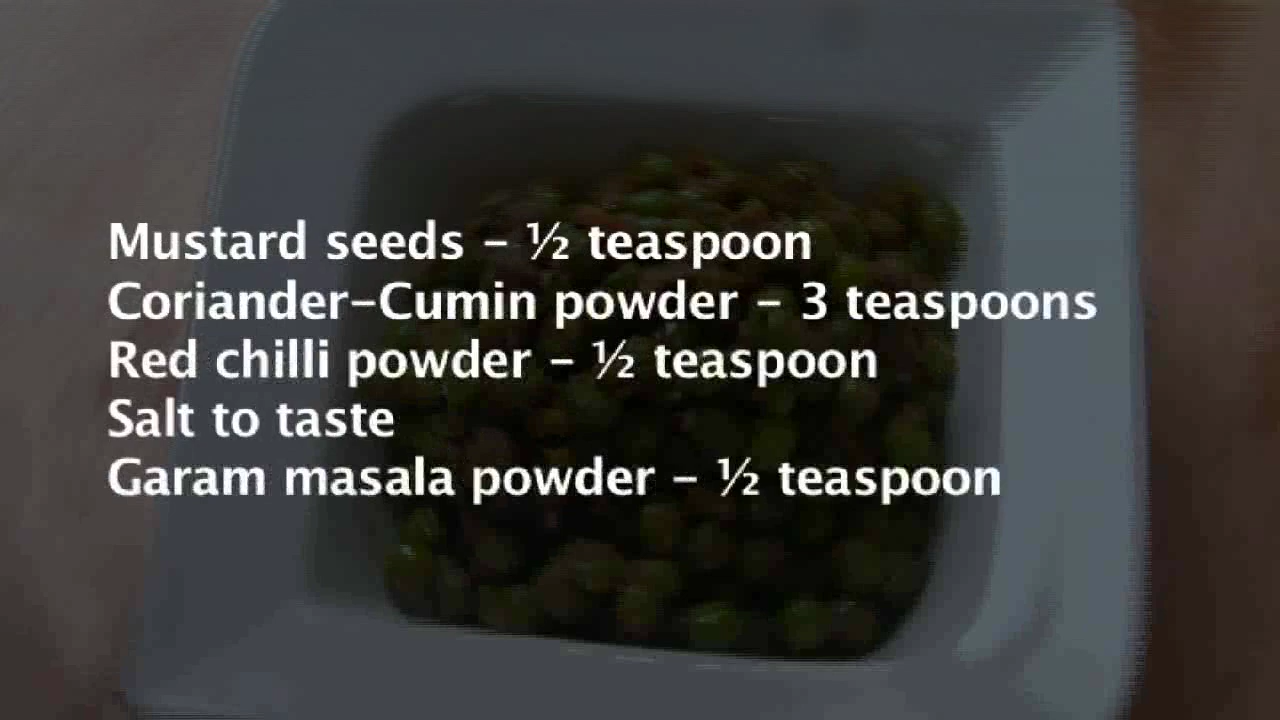 Mustard seeds – ½ teaspoon
Coriander–Cumin powder – 3 teaspoons
Red chilli powder – ½ teaspoon
Salt to taste
Garam masala powder – ½ teaspoon